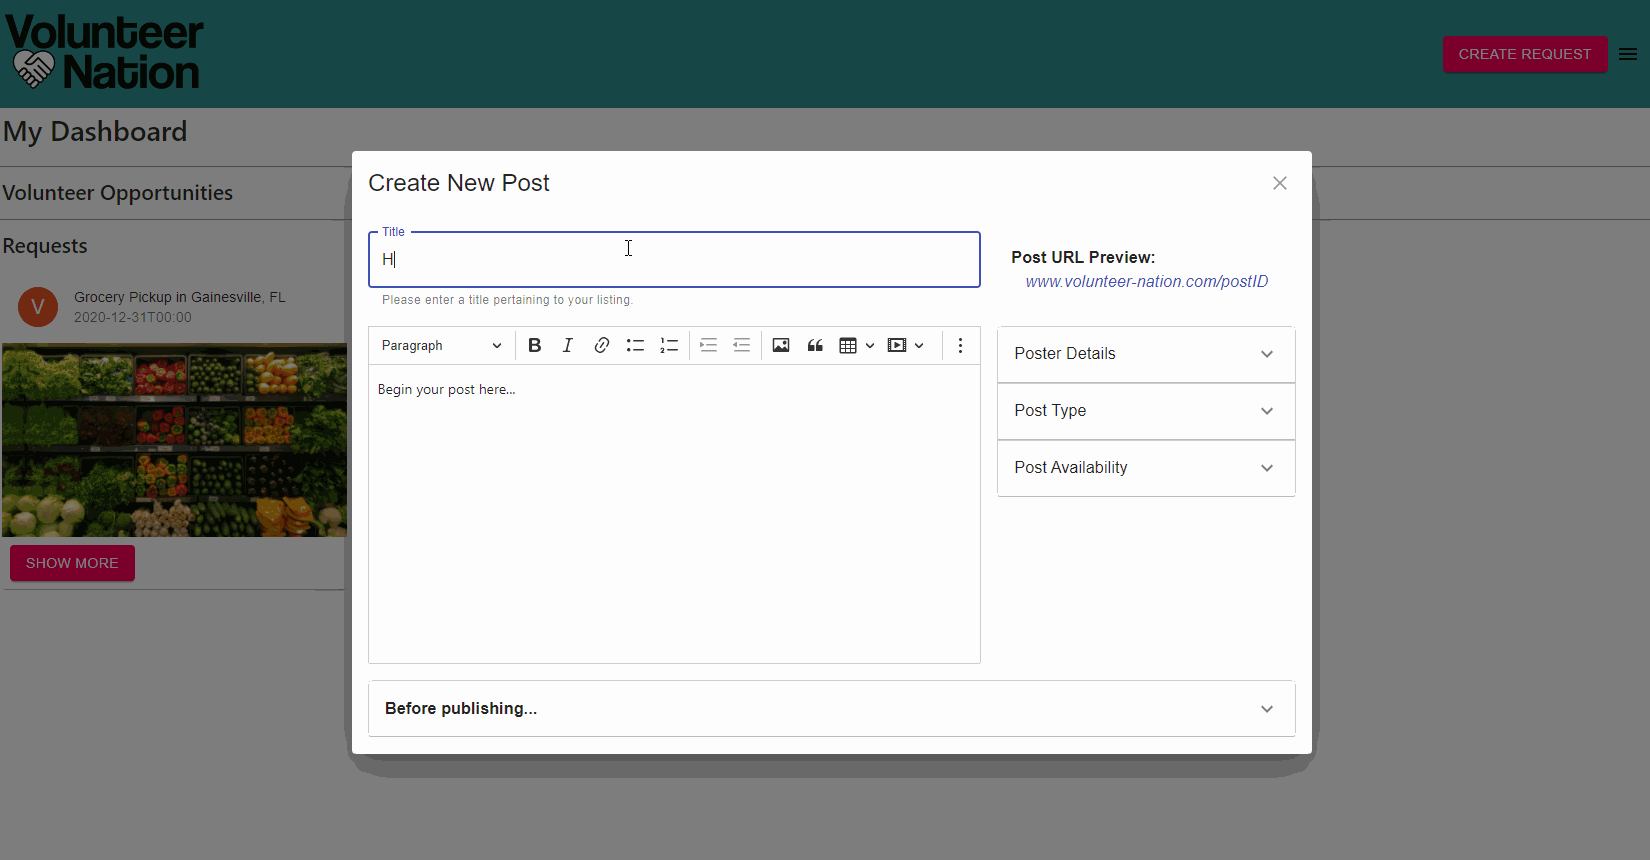 Volunteer
Nation
CREATE REQUEST
My Dashboard
Volunteer Opportunities
Requests
V
Grocery Pickup in Gainesville, FL
2020-12-31T00:00
SHOW MORE
Create New Post
Title
H
Please enter a title pertaining to your listing.
Post URL Preview:
www.volunteer-nation.com/postID
Paragraph
B I
Begin your post here...
Poster Details
Post Type
Post Availability
Before publishing...